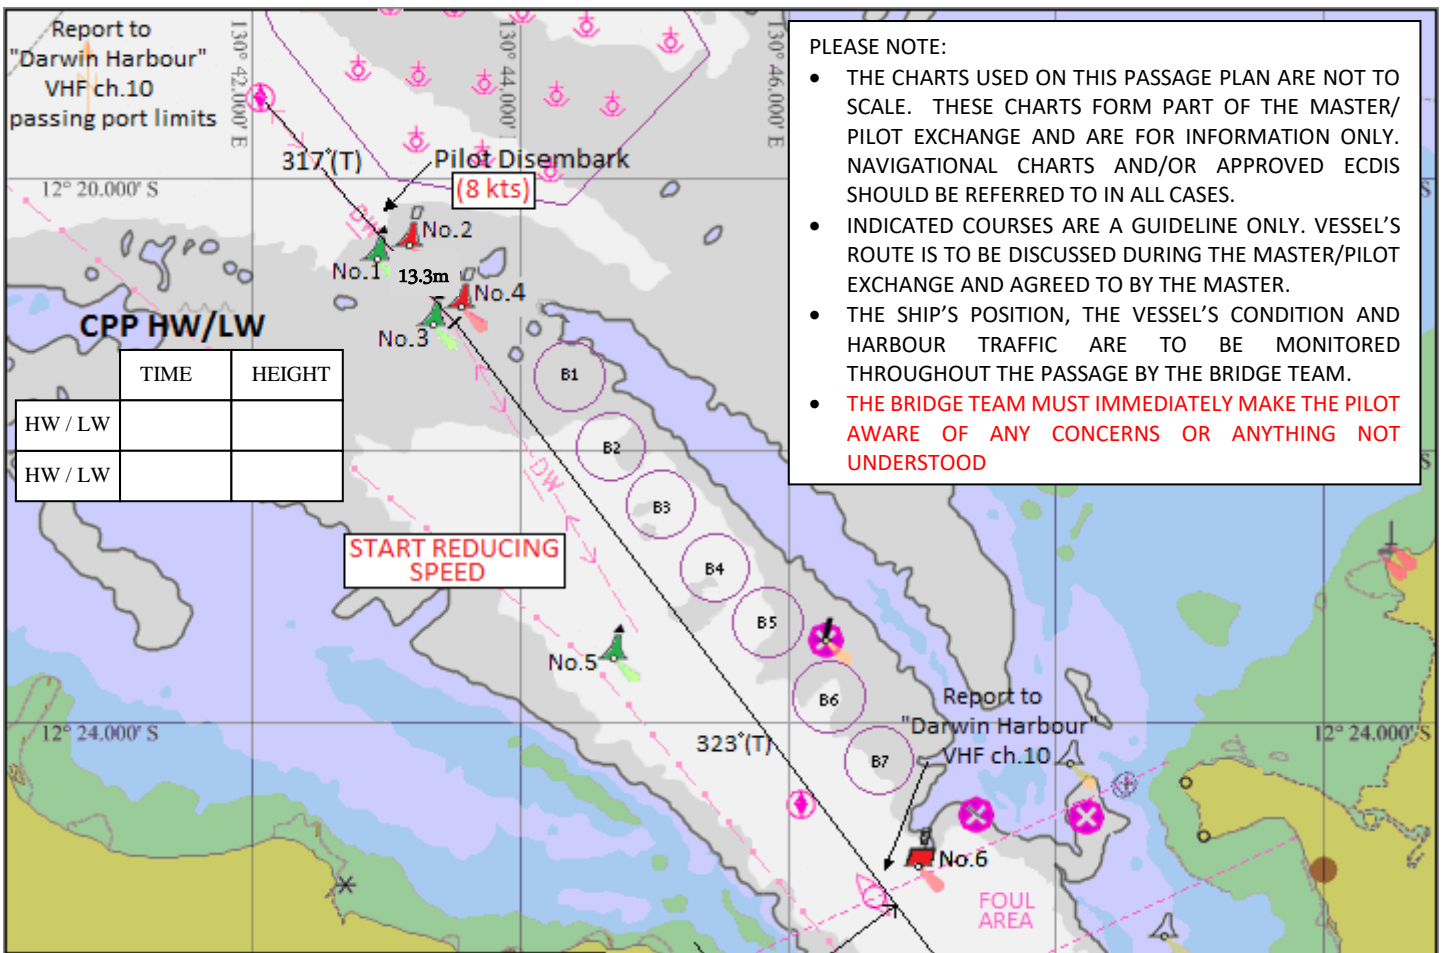 Report to
"Darwin Harbour"
VHF ch.10
passing port limits
130° 42.000' E
130° 44.000' E
130° 46.000' E
317°(T)
Pilot Disembark
(8 kts)
12° 20.000' S
S
DW
No.2
No.1
13.3m
No.4
No.3
CPP HW/LW
TIME HEIGHT
HW / LW
HW / LW
PLEASE NOTE:
• THE CHARTS USED ON THIS PASSAGE PLAN ARE NOT TO
SCALE. THESE CHARTS FORM PART OF THE MASTER/
PILOT EXCHANGE AND ARE FOR INFORMATION ONLY.
NAVIGATIONAL CHARTS AND/OR APPROVED ECDIS
SHOULD BE REFERRED TO IN ALL CASES.
• INDICATED COURSES ARE A GUIDELINE ONLY. VESSEL’S
ROUTE IS TO BE DISCUSSED DURING THE MASTER/PILOT
EXCHANGE AND AGREED TO BY THE MASTER.
• THE SHIP’S POSITION, THE VESSEL’S CONDITION AND
HARBOUR TRAFFIC ARE TO BE MONITORED
THROUGHOUT THE PASSAGE BY THE BRIDGE TEAM.
• THE BRIDGE TEAM MUST IMMEDIATELY MAKE THE PILOT
AWARE OF ANY CONCERNS OR ANYTHING NOT
UNDERSTOOD
B1
B2
S
DW
B3
START REDUCING
SPEED
B4
B5
No.5
B6
Report to
"Darwin Harbour"
VHF ch.10
12° 24.000' S
323°(T)
12° 24.000' S
B7
No.6
FOUL
AREA